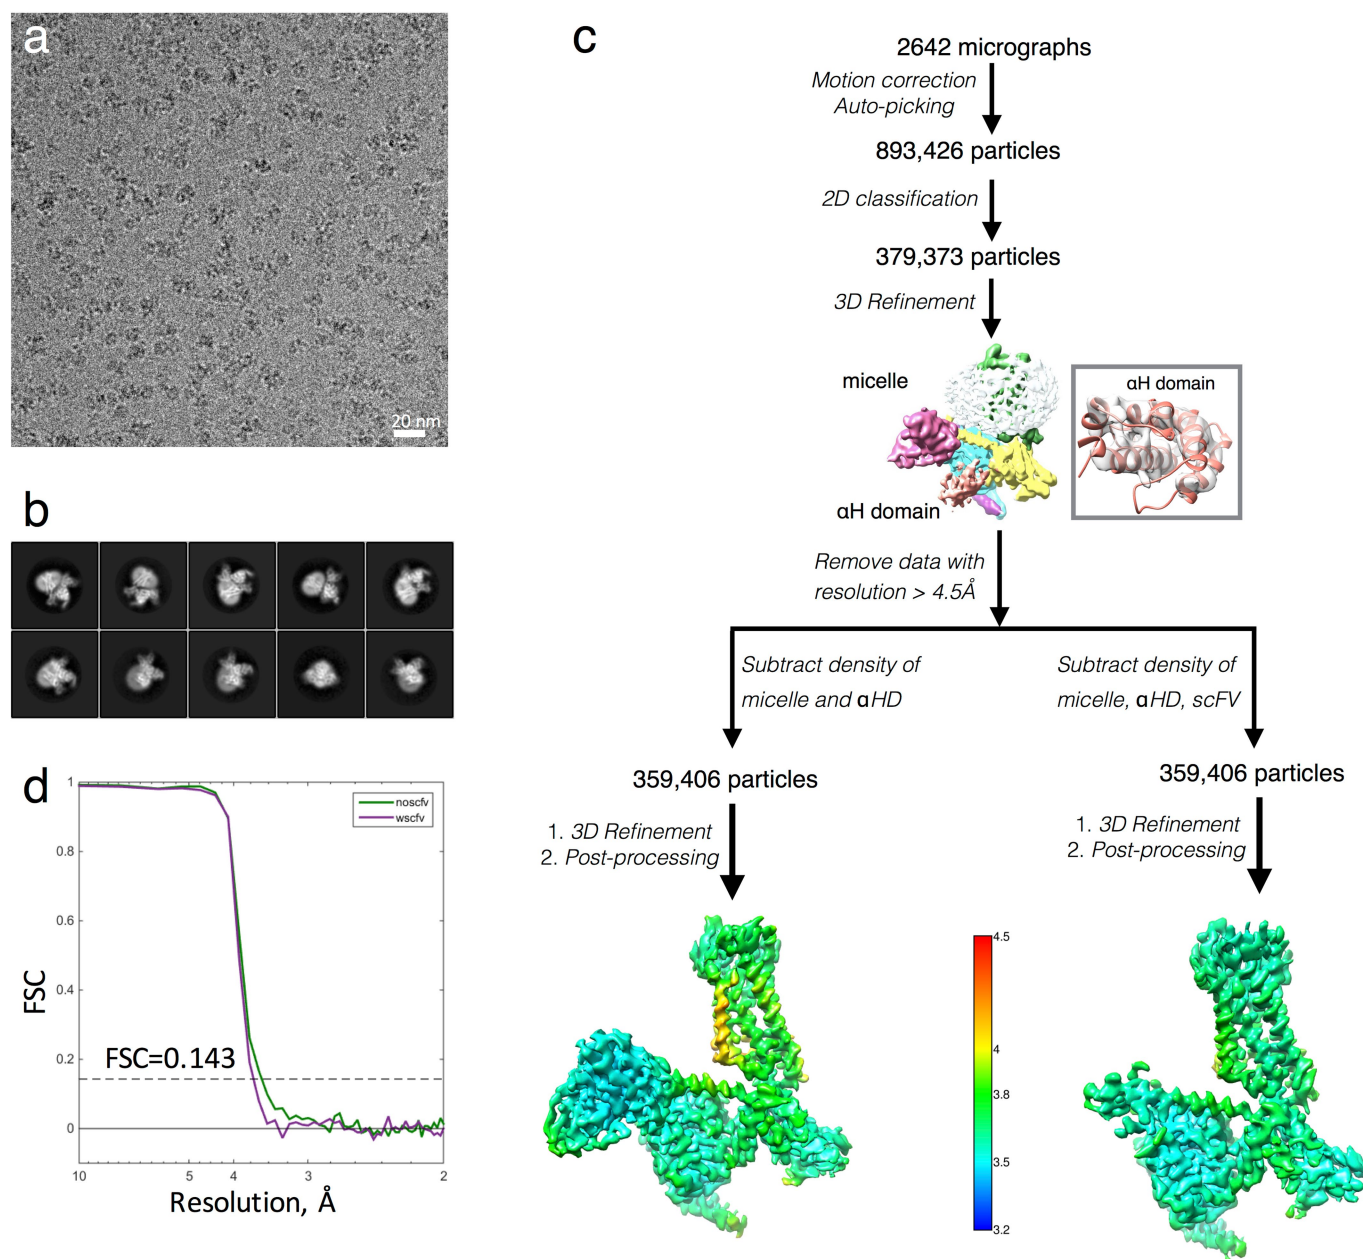 a
20 nm
b
c
2642 micrographs
Motion correction
Auto-picking
893,426 particles
2D classification
379,373 particles
3D Refinement
micelle
αH domain
αH domain
Remove data with
resolution > 4.5Å
Subtract density of
micelle and αHD
Subtract density of
micelle, αHD, scFV
359,406 particles
359,406 particles
1. 3D Refinement
2. Post-processing
1. 3D Refinement
2. Post-processing
4.5
4
3.8
3.5
3.2
d
1
0.8
0.6
0.4
0.2
0
FSC
noscfv
wscfv
FSC=0.143
10 5 4 3 2
Resolution, Å